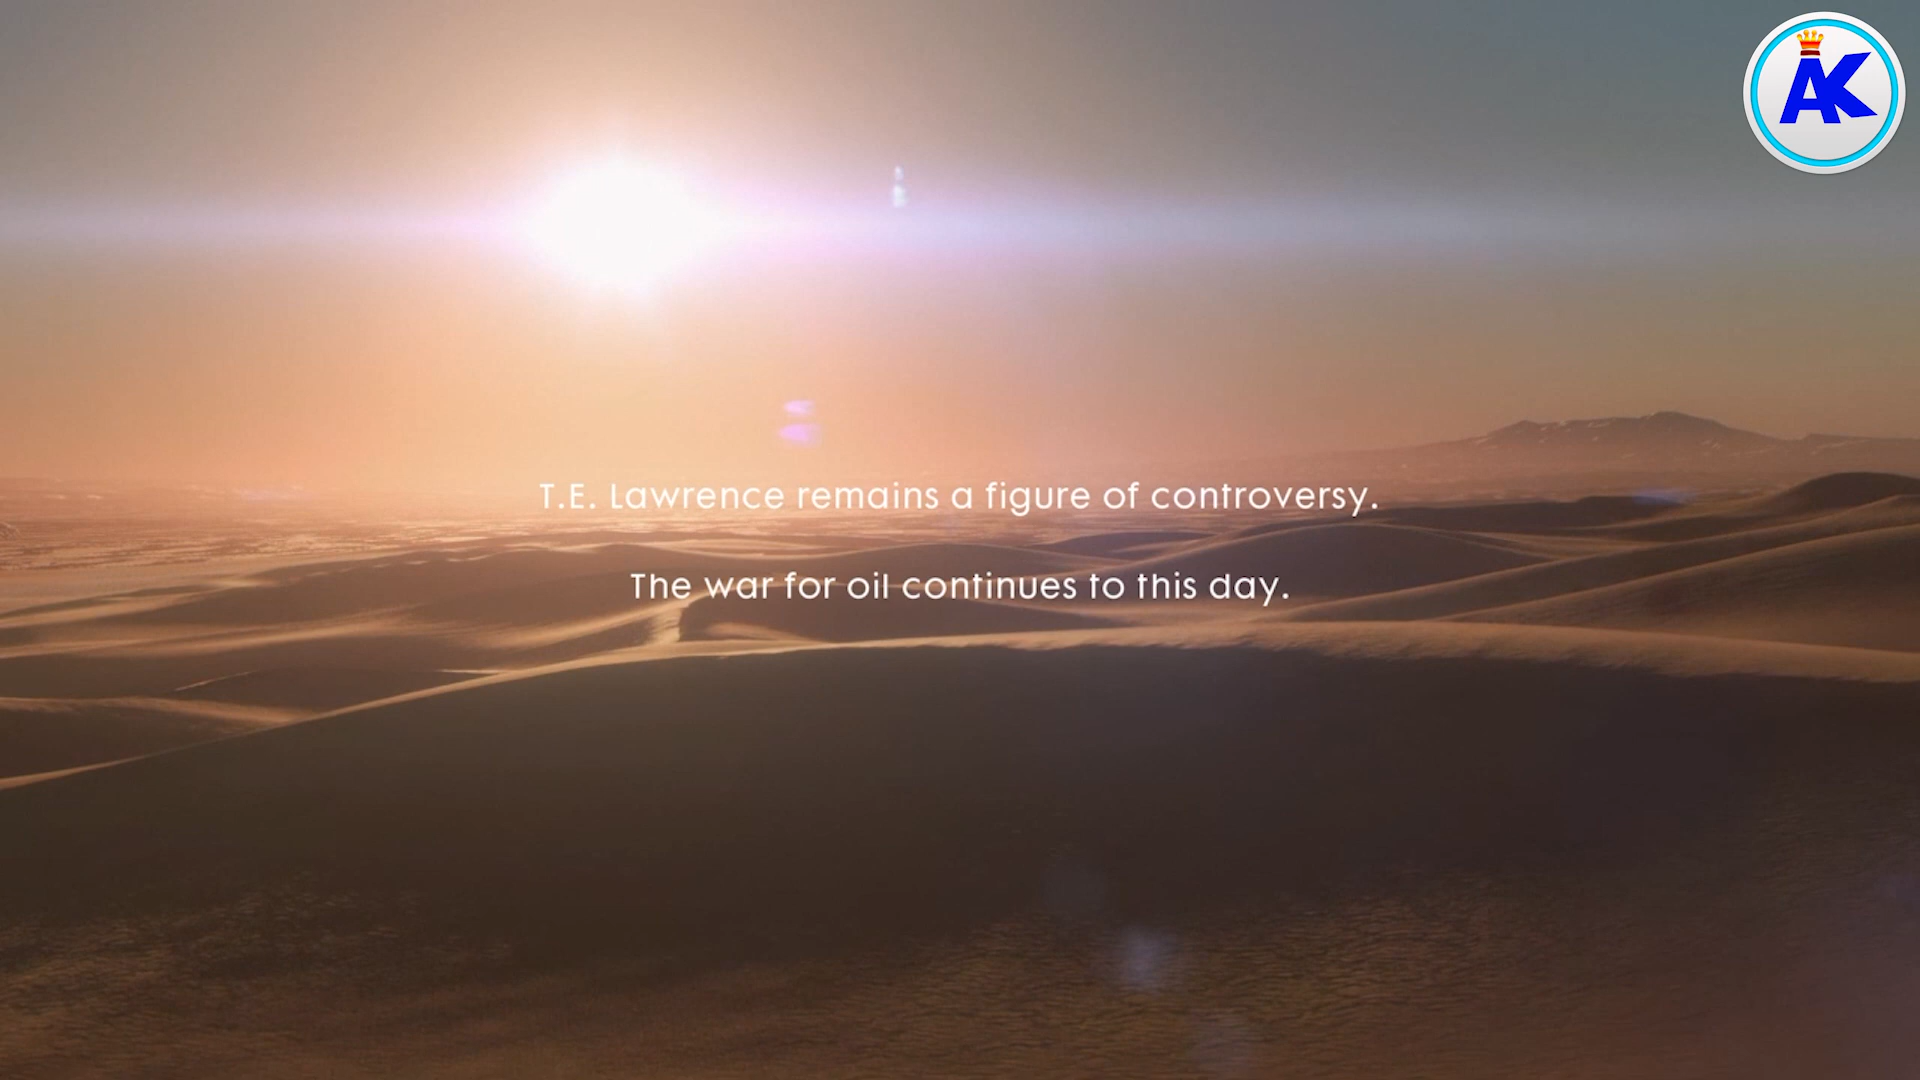 AK
T.E. Lawrence remains a figure of controversy.
The war for oil continues to this day.